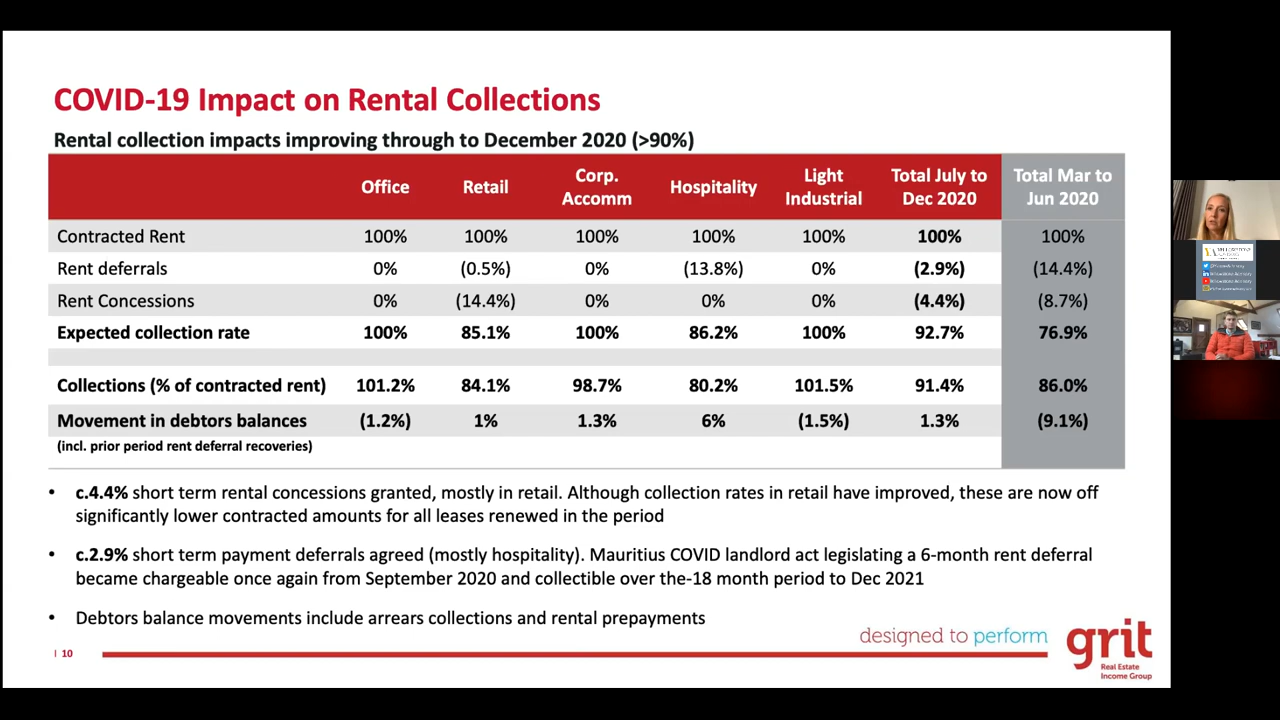 COVID-19 Impact on Rental Collections
Rental collection impacts improving through to December 2020 (>90%)
Office Retail Corp. Accomm Hospitality Light Industrial Total July to Dec 2020 Total Mar to Jun 2020
Contracted Rent 100% 100% 100% 100% 100% 100% 100%
Rent deferrals 0% (0.5%) 0% (13.8%) 0% (2.9%) (14.4%)
Rent Concessions 0% (14.4%) 0% 0% 0% (4.4%) (8.7%)
Expected collection rate 100% 85.1% 100% 86.2% 100% 92.7% 76.9%
Collections (% of contracted rent) 101.2% 84.1% 98.7% 80.2% 101.5% 91.4% 86.0%
Movement in debtors balances (1.2%) 1% 1.3% 6% (1.5%) 1.3% (9.1%)
(incl. prior period rent deferral recoveries)
• c.4.4% short term rental concessions granted, mostly in retail. Although collection rates in retail have improved, these are now off
significantly lower contracted amounts for all leases renewed in the period
• c.2.9% short term payment deferrals agreed (mostly hospitality). Mauritius COVID landlord act legislating a 6-month rent deferral
became chargeable once again from September 2020 and collectible over the-18 month period to Dec 2021
• Debtors balance movements include arrears collections and rental prepayments
designed to perform
grit
Real Estate
Income Group
| 10